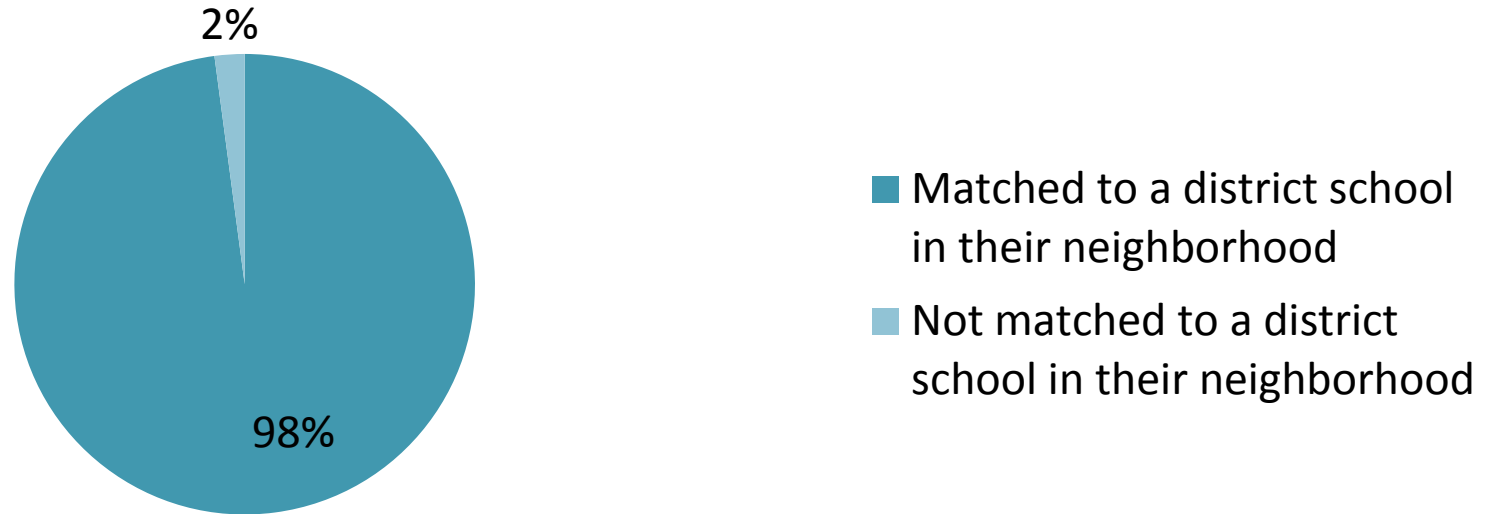 2%
98%
Matched to a district school
in their neighborhood
Not matched to a district
school in their neighborhood